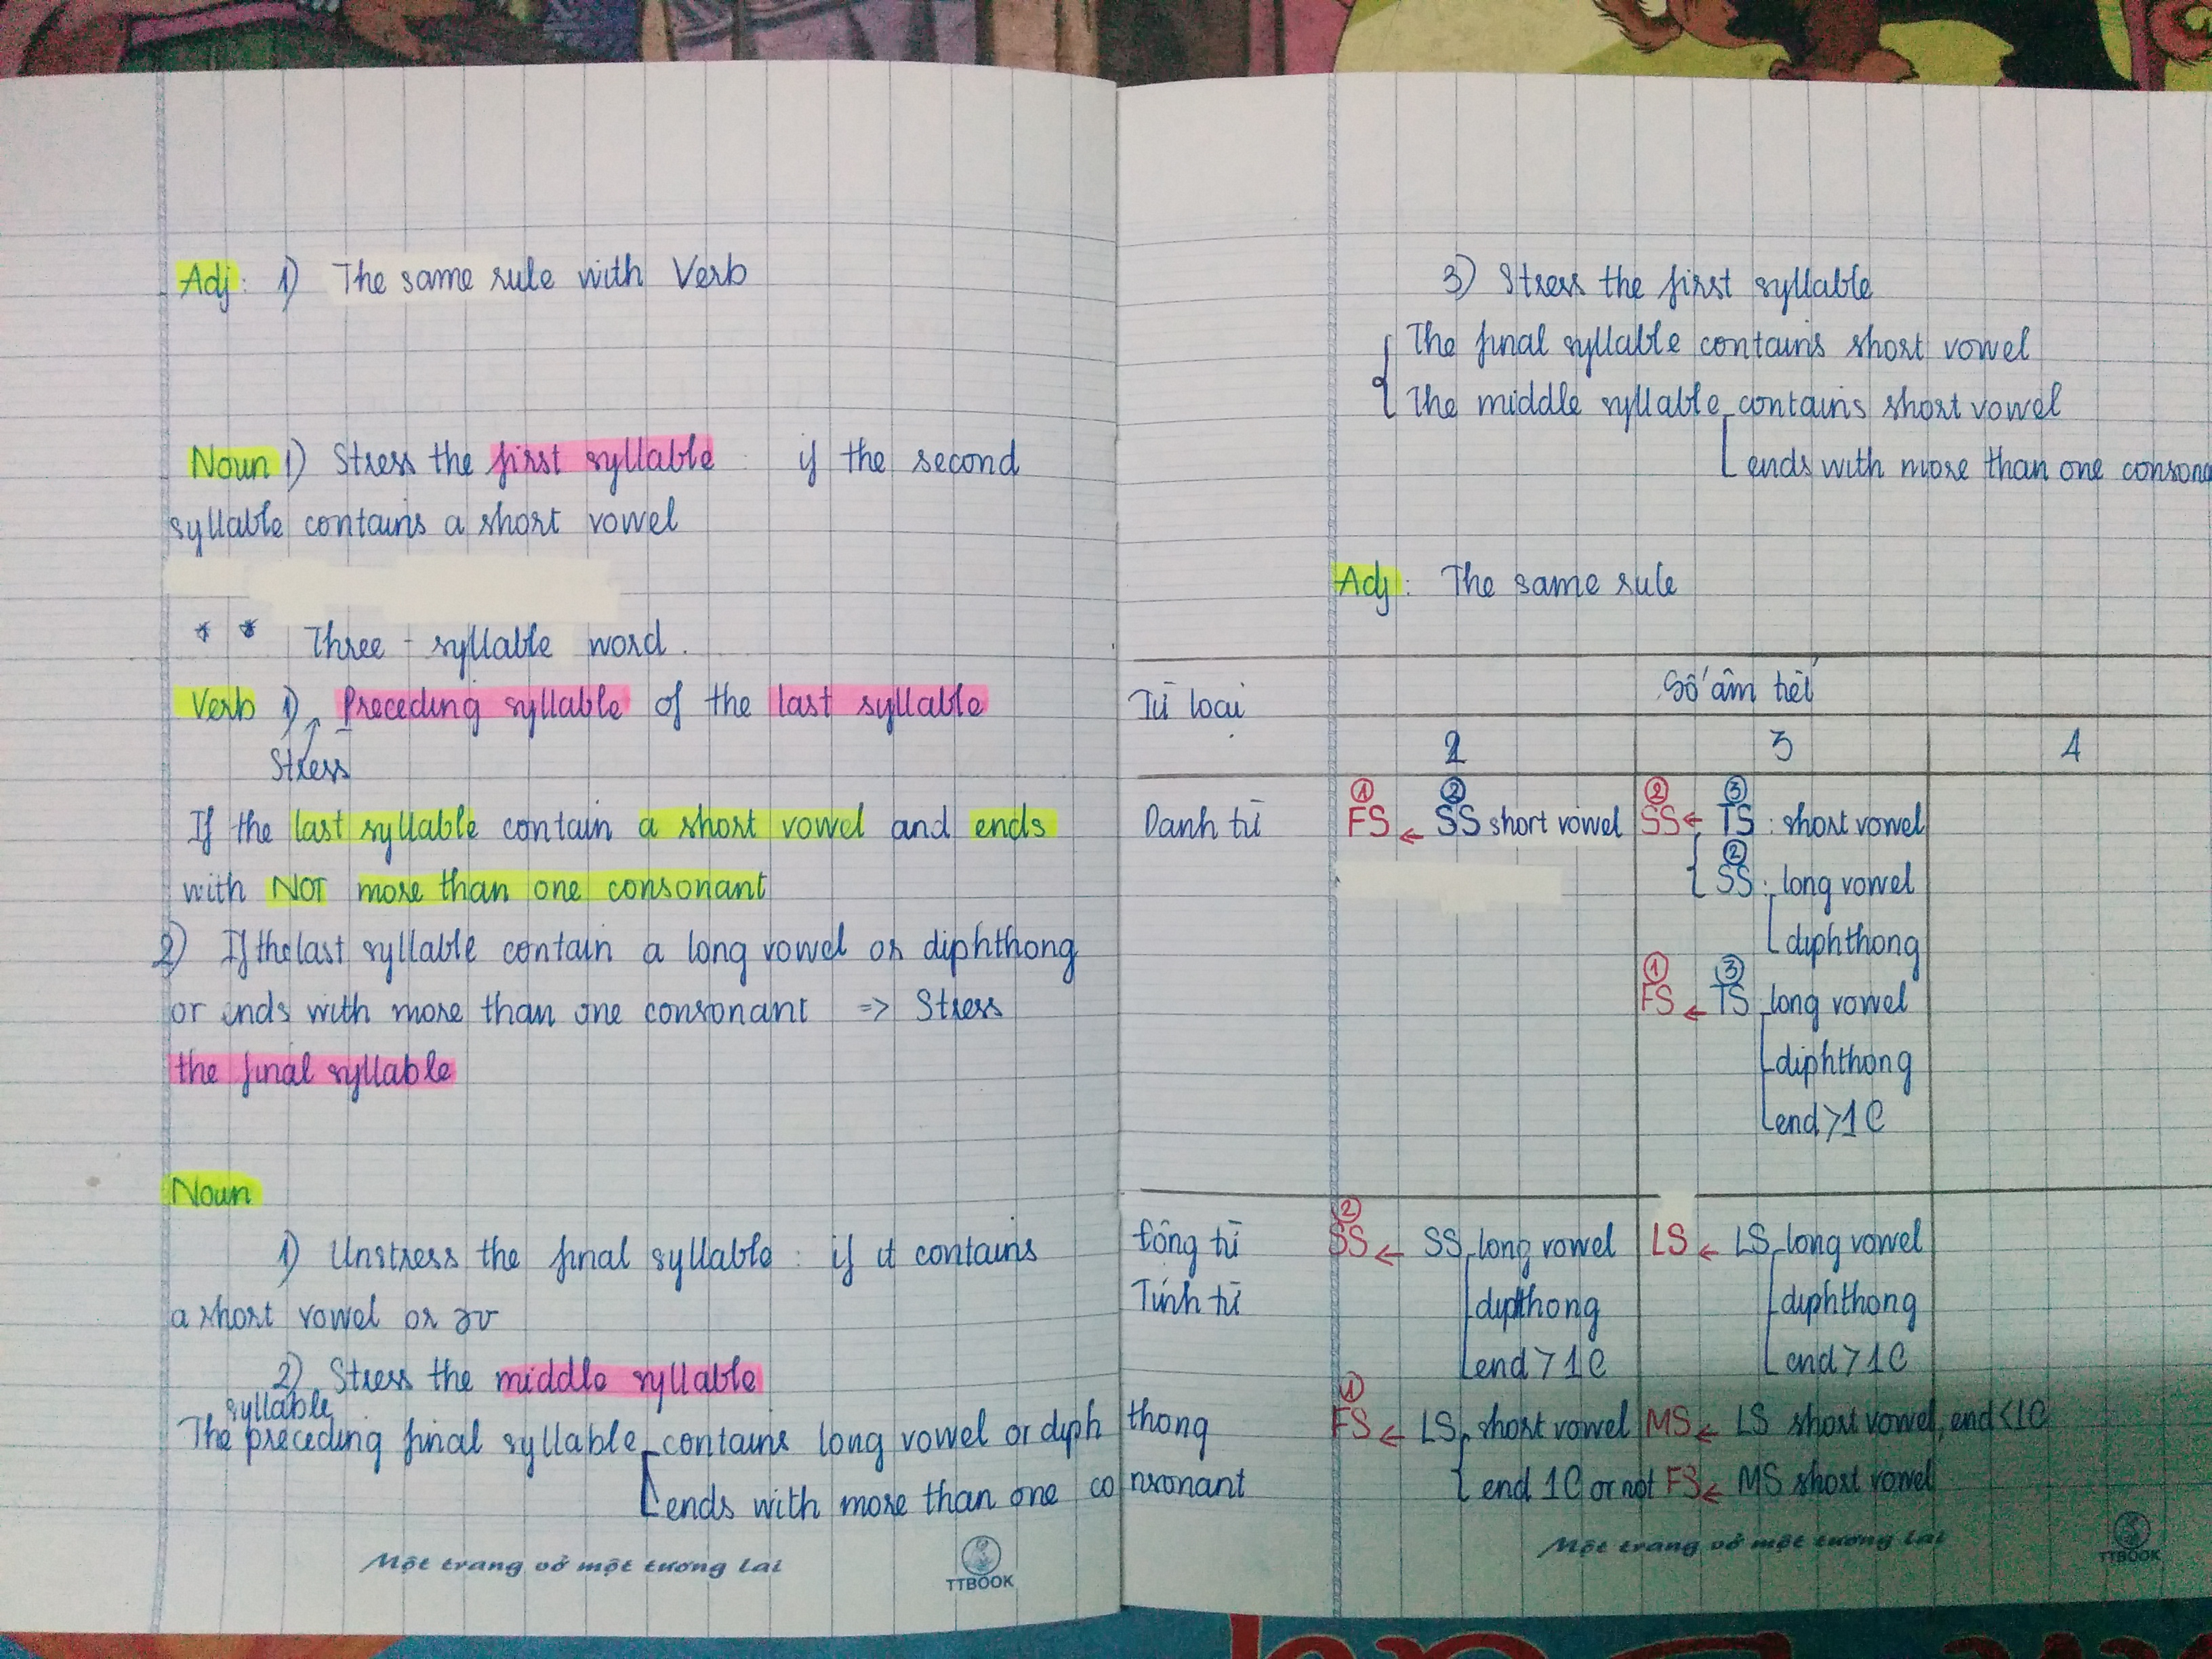 Adj: 1) The same rule with Verb
Noun 1) Stress the first syllable : if the second
syllable contains a short vowel
* * Three - syllable word.
Verb 1) Preceding syllable of the last syllable
Stress
If the last syllable contain a short vowel and ends
with NOT more than one consonant
2) If the last syllable contain a long vowel or diphthong
or ends with more than one consonant => Stress
the final syllable
Noun
1) Unstress the final syllable : if it contains
a short vowel or əʊ
2) Stress the middle syllable
syllable
The preceding final syllable contains long vowel or diphthong
ends with more than one consonant
Một trang vở một tương lai
TTBOOK
3) Stress the first syllable
The final syllable contains short vowel
The middle syllable contains short vowel
ends with more than one
Adj: The same rule
Từ loại Số âm tiết
2 3 4
① ② ② ③
Danh từ FS ← SS short vowel SS ← TS : short vowel
②
SS : long vowel
diphthong
① ③
FS ← TS long vowel
diphthong
end > 1C
②
Động từ SS ← SS long vowel LS ← LS long vowel
Tính từ diphthong diphthong
end > 1C end > 1C
①
FS ← LS short vowel MS ← LS short vowel, end < 1C
end 1C or not FS ← MS short vowel
Một trang vở một tương lai
TTBOOK